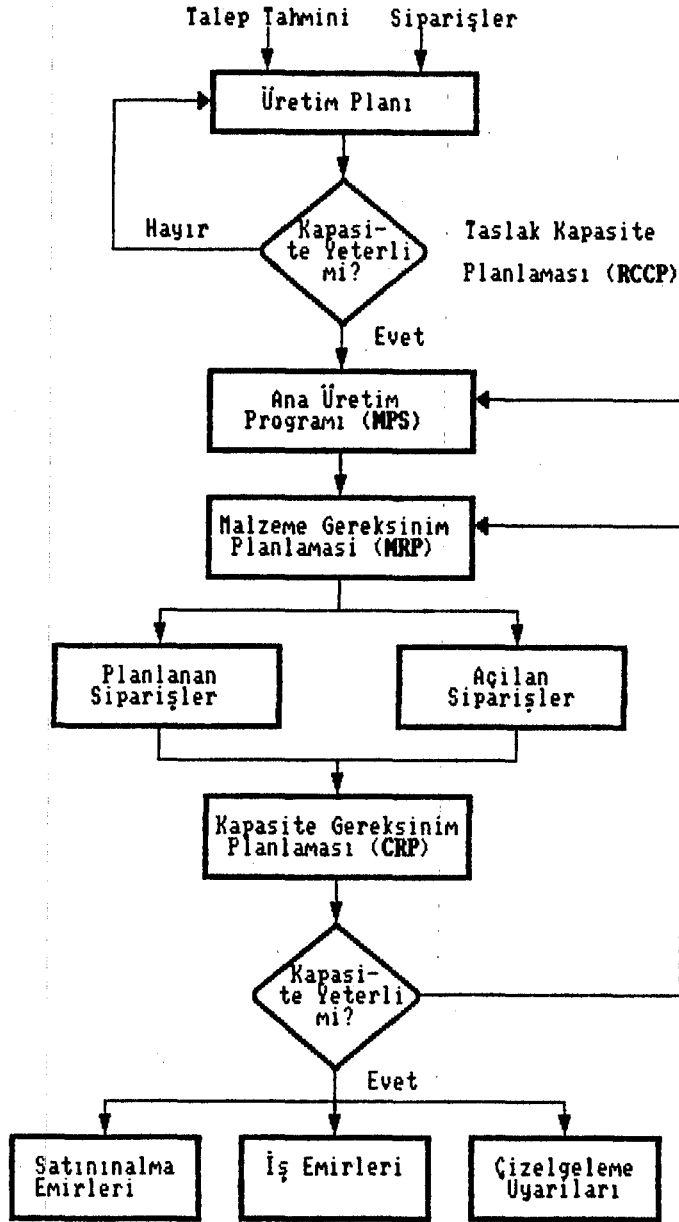 Talep Tahmini Siparişler
Üretim Planı
Hayır
Kapasi-
te Yeterli
mi?
Taslak Kapasite
Planlaması (RCCP)
Evet
Ana Üretim
Programı (MPS)
Malzeme Gereksinim
Planlamasi (MRP)
Planlanan
Siparişler
Açilan
Siparişler
Kapasite Gereksinim
Planlaması (CRP)
Kapasi-
te Yeterli
mi?
Evet
Satınınalma
Emirleri
İş Emirleri
Çizelgeleme
Uyarıları